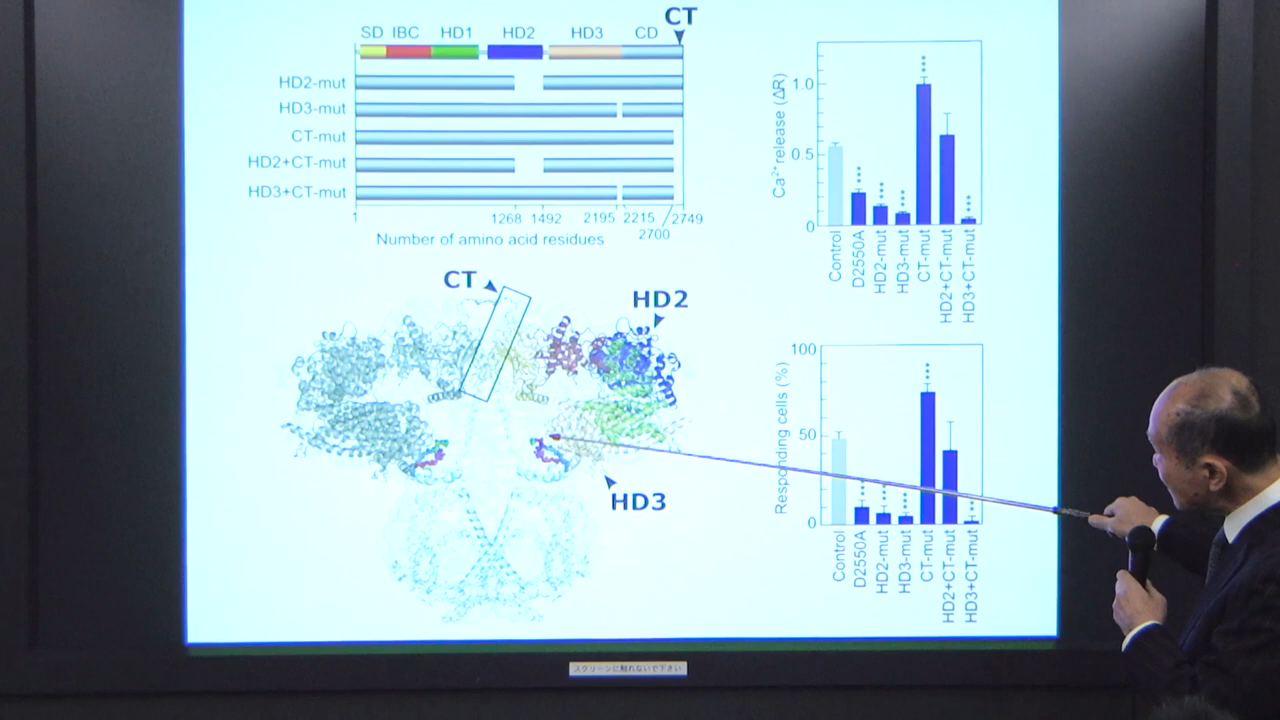 CT
SD IBC HD1 HD2 HD3 CD
HD2-mut
HD3-mut
CT-mut
HD2+CT-mut
HD3+CT-mut
1 1268 1492 2195 2215 2749
2700
Number of amino acid residues
CT
HD2
HD3
Ca²⁺ release (ΔR)
1.0
0.5
0
Control
D2550A
HD2-mut
HD3-mut
CT-mut
HD2+CT-mut
HD3+CT-mut
Responding cells (%)
100
50
0
Control
D2550A
HD2-mut
HD3-mut
CT-mut
HD2+CT-mut
HD3+CT-mut
スクリーンに触れないで下さい